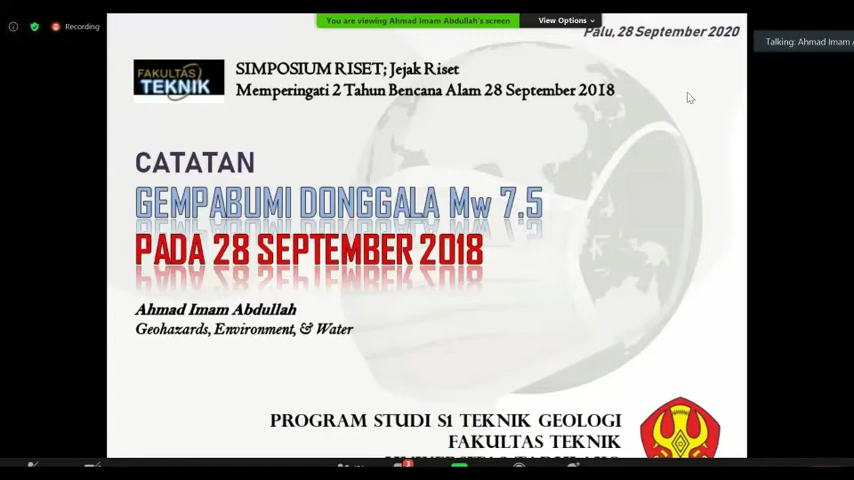 You are viewing Ahmad Imam Abdullah's screen
View Options
Recording
Palu, 28 September 2020
Talking: Ahmad Imam A
FAKULTAS
TEKNIK
SIMPOSIUM RISET; Jejak Riset
Memperingati 2 Tahun Bencana Alam 28 September 2018
CATATAN
GEMPABUMI DONGGALA Mw 7.5
PADA 28 SEPTEMBER 2018
Ahmad Imam Abdullah
Geohazards, Environment, & Water
PROGRAM STUDI S1 TEKNIK GEOLOGI
FAKULTAS TEKNIK